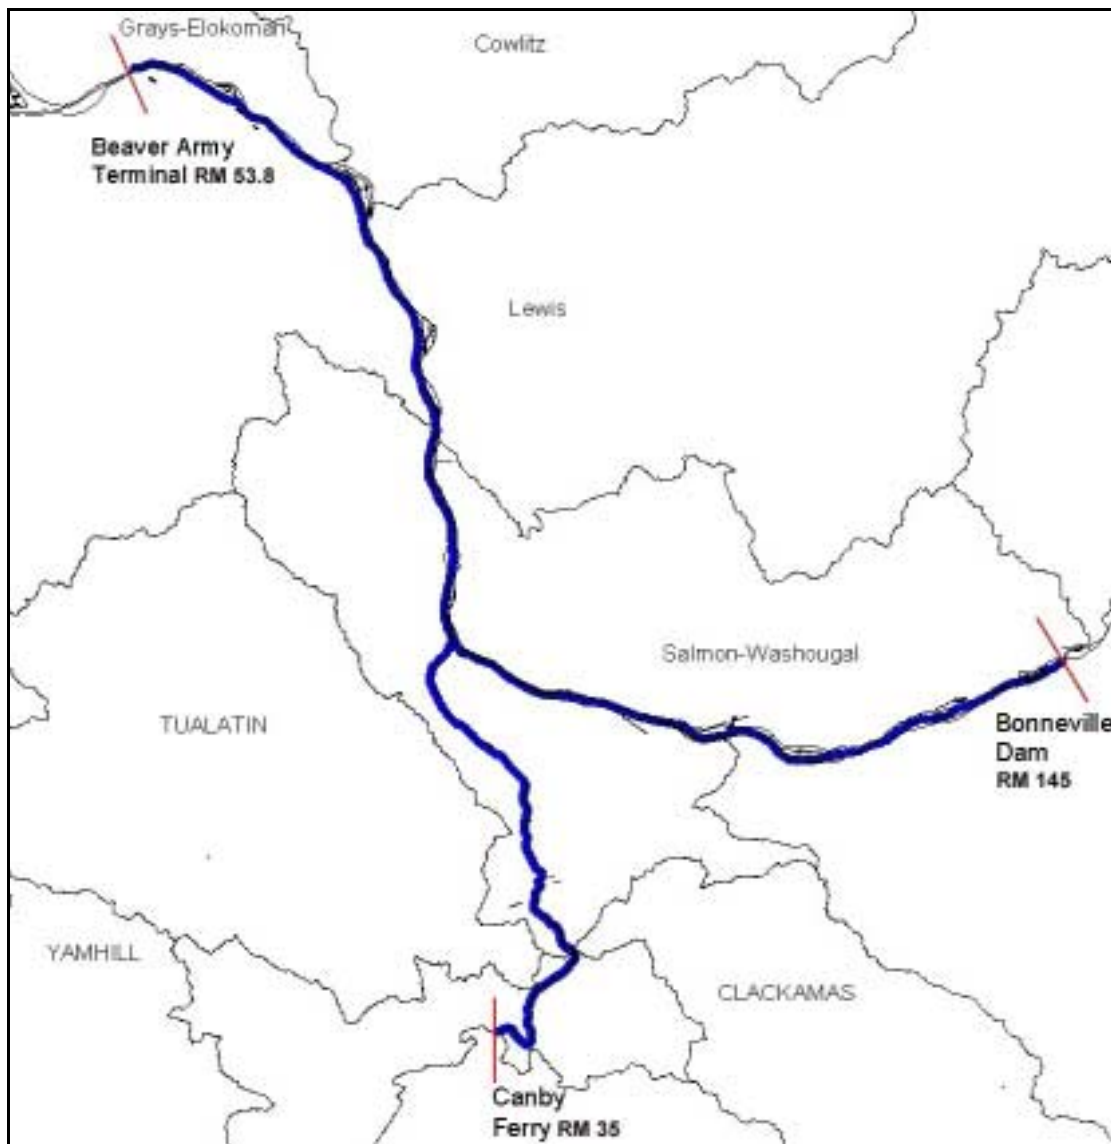 Grays-Elokoman
Cowlitz
Beaver Army
Terminal RM 53.8
Lewis
Salmon-Washougal
TUALATIN
Bonneville
Dam
RM 145
YAMHILL
CLACKAMAS
Canby
Ferry RM 35